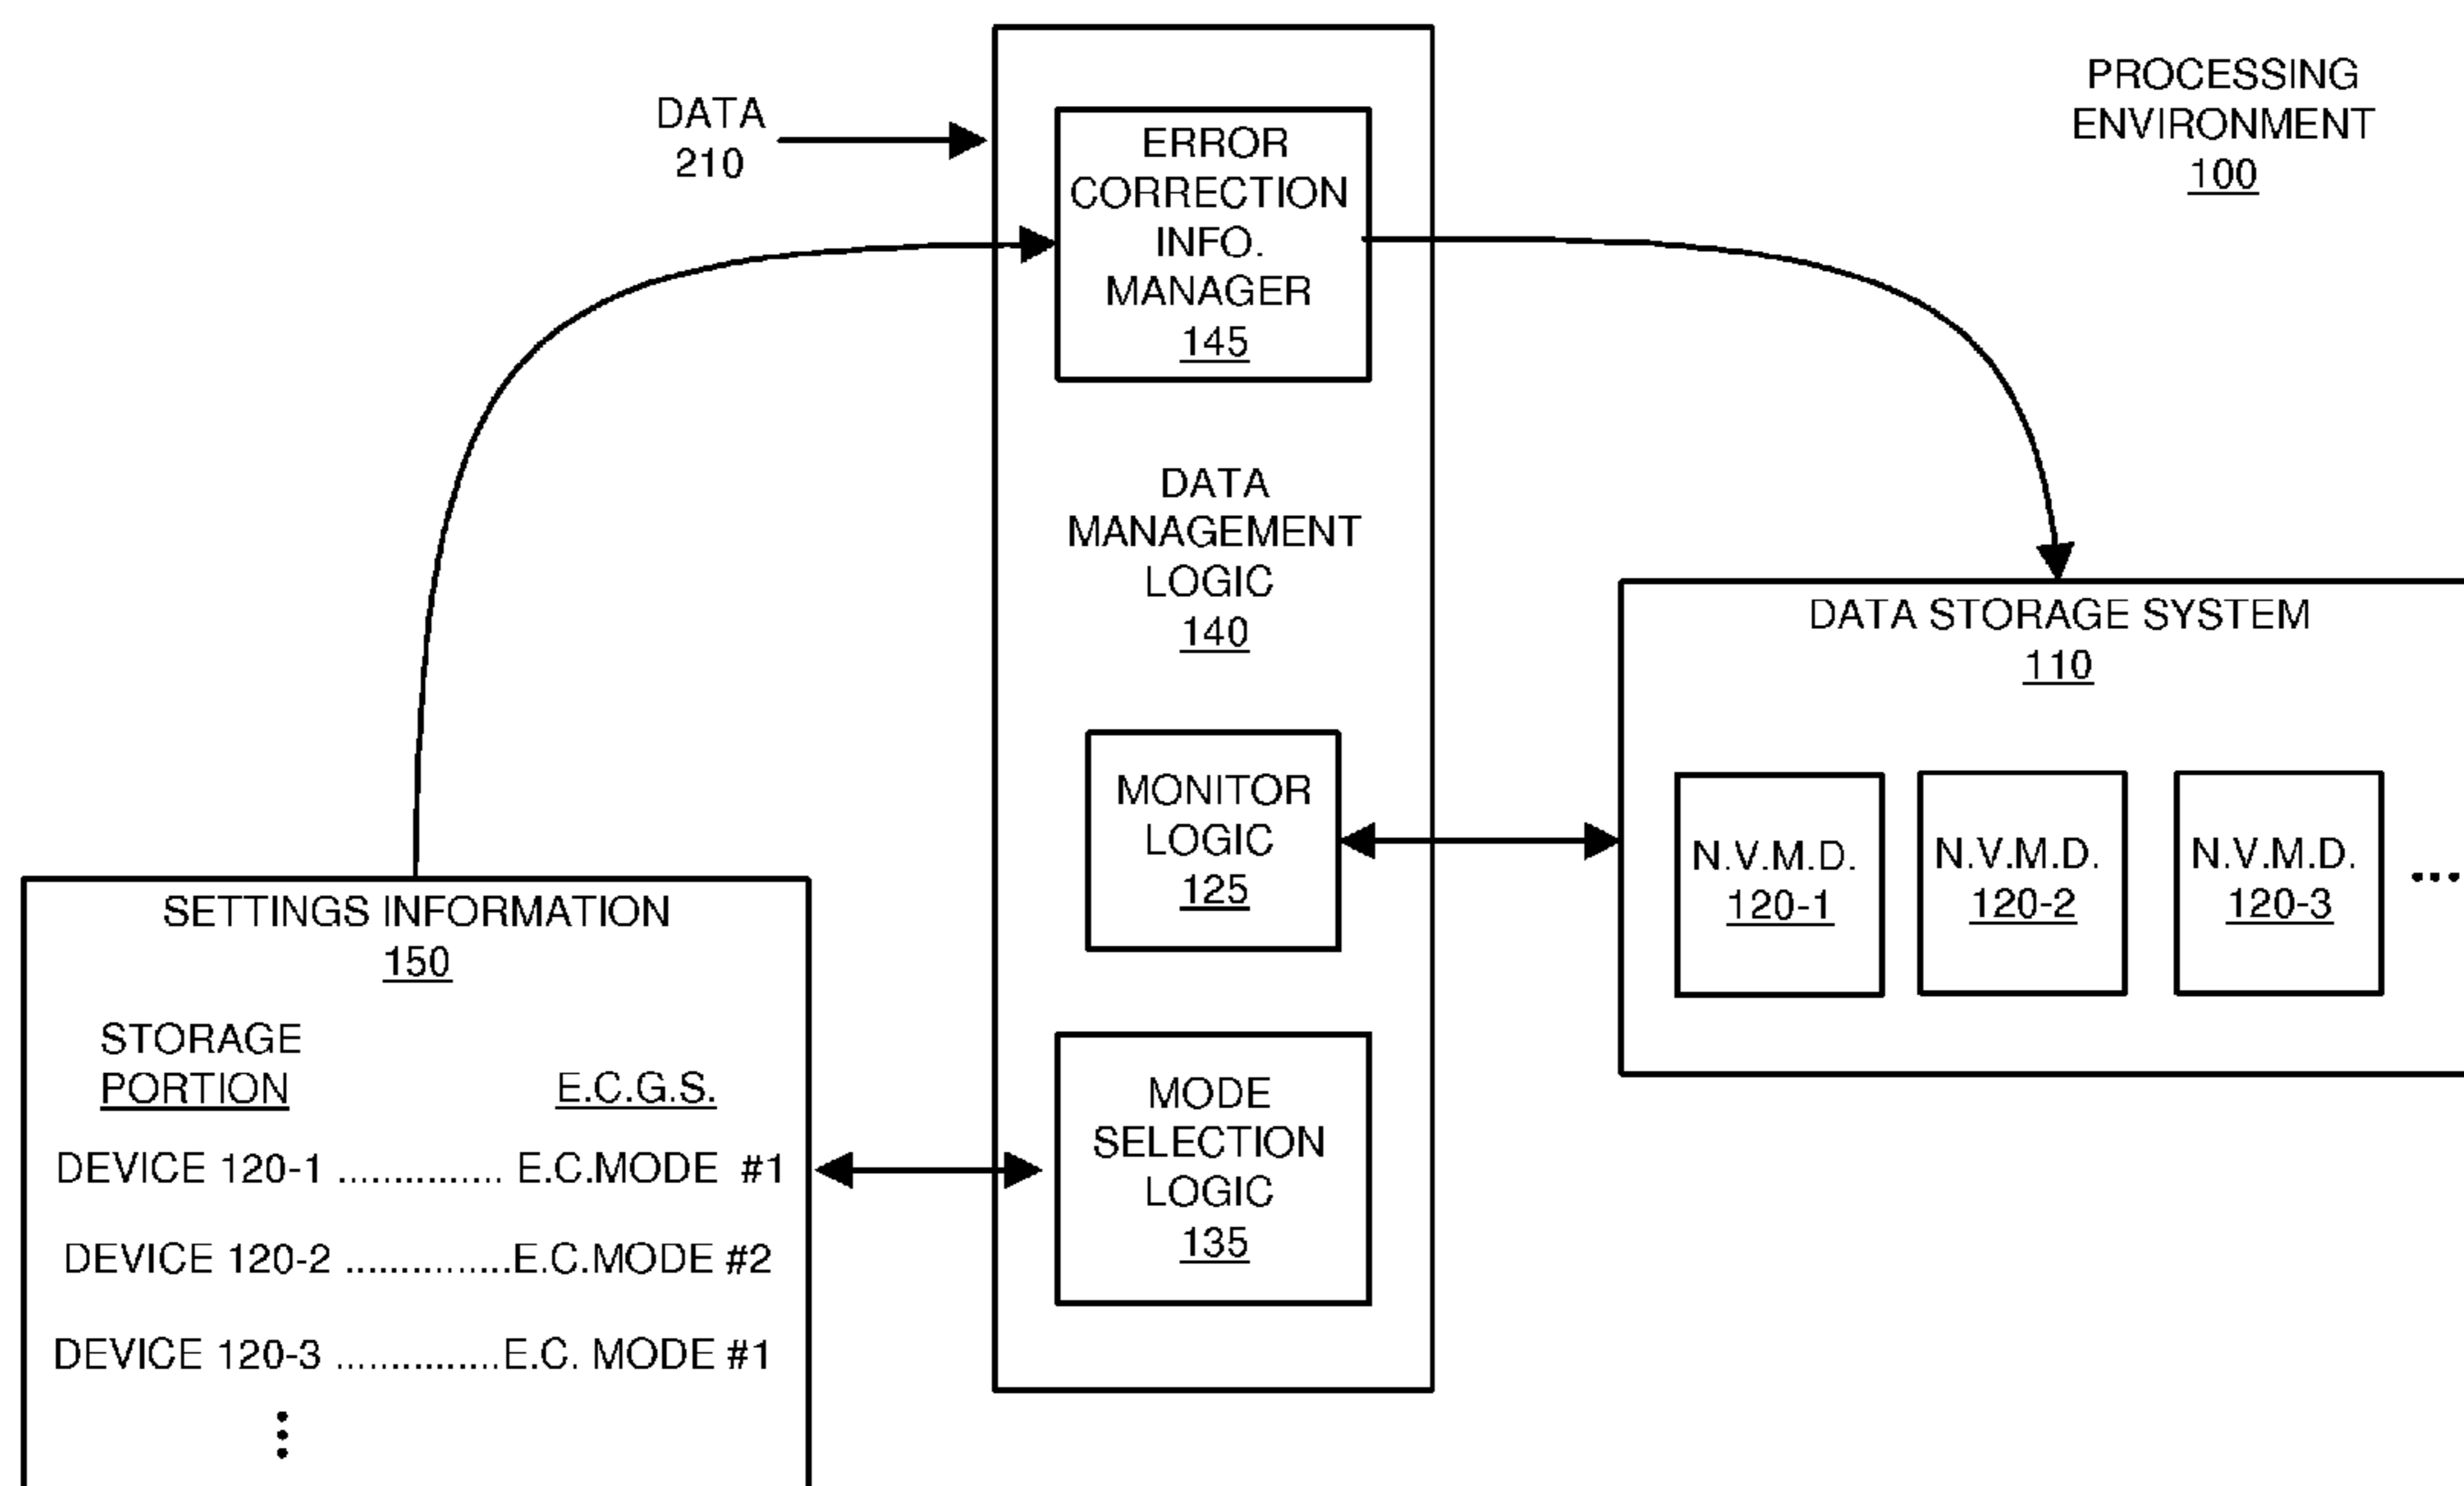 DATA
210
ERROR
CORRECTION
INFO.
MANAGER
145
PROCESSING
ENVIRONMENT
100
DATA
MANAGEMENT
LOGIC
140
DATA STORAGE SYSTEM
110
MONITOR
LOGIC
125
N.V.M.D.
120-1
N.V.M.D.
120-2
N.V.M.D.
120-3
...
SETTINGS INFORMATION
150
STORAGE
PORTION
E.C.G.S.
DEVICE 120-1 ............... E.C.MODE #1
DEVICE 120-2 ...............E.C.MODE #2
DEVICE 120-3 ...............E.C. MODE #1
MODE
SELECTION
LOGIC
135